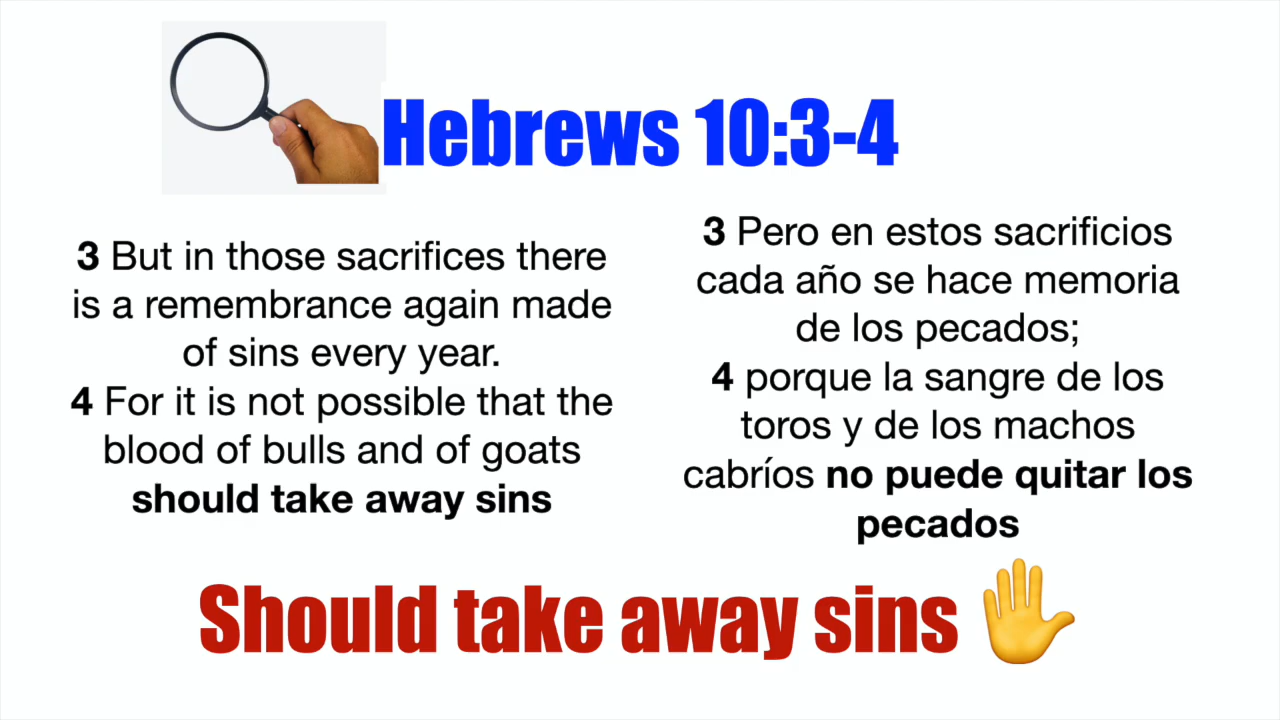 Hebrews 10:3-4
3 But in those sacrifices there
is a remembrance again made
of sins every year.
4 For it is not possible that the
blood of bulls and of goats
should take away sins
3 Pero en estos sacrificios
cada año se hace memoria
de los pecados;
4 porque la sangre de los
toros y de los machos
cabríos no puede quitar los
pecados
Should take away sins